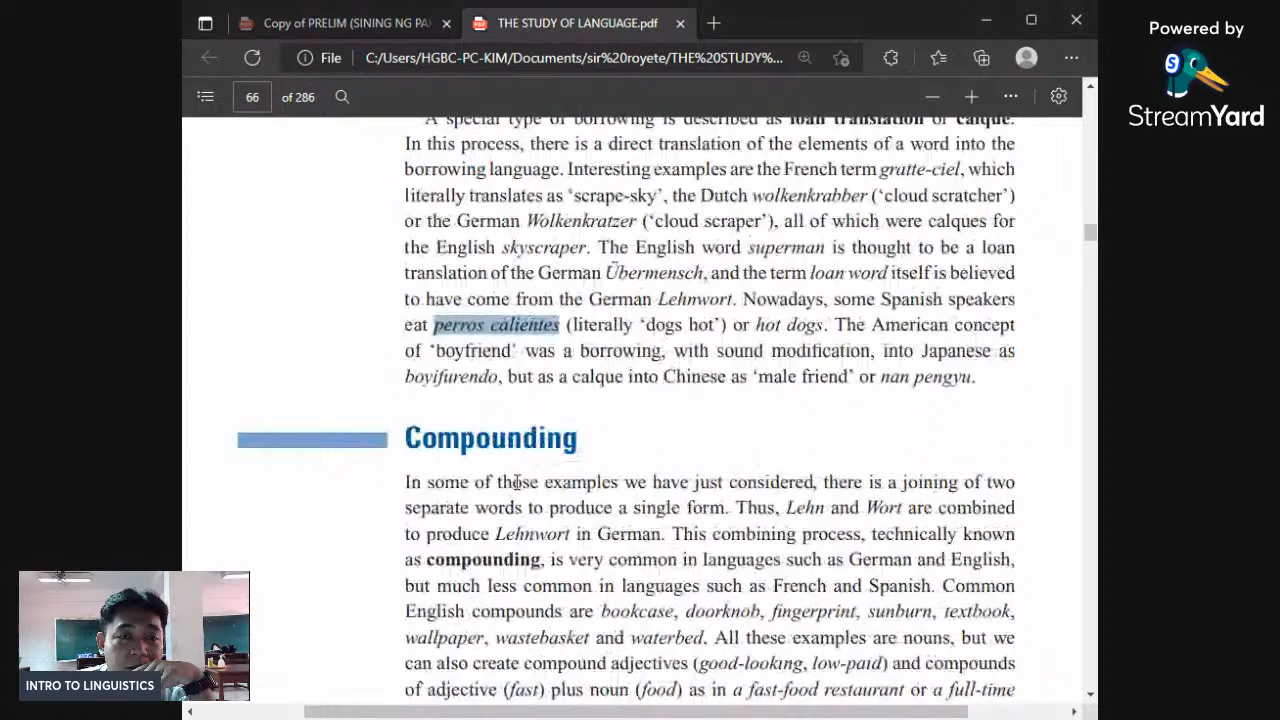 Copy of PRELIM (SINING NG PA
THE STUDY OF LANGUAGE.pdf
File
C:/Users/HGBC-PC-KIM/Documents/sir%20royete/THE%20STUDY%...
66 of 286
A special type of borrowing is described as loan translation or calque.
In this process, there is a direct translation of the elements of a word into the
borrowing language. Interesting examples are the French term gratte-ciel, which
literally translates as ‘scrape-sky’, the Dutch wolkenkrabber (‘cloud scratcher’)
or the German Wolkenkratzer (‘cloud scraper’), all of which were calques for
the English skyscraper. The English word superman is thought to be a loan
translation of the German Übermensch, and the term loan word itself is believed
to have come from the German Lehnwort. Nowadays, some Spanish speakers
eat perros calientes (literally ‘dogs hot’) or hot dogs. The American concept
of ‘boyfriend’ was a borrowing, with sound modification, into Japanese as
boyifurendo, but as a calque into Chinese as ‘male friend’ or nan pengyu.
Compounding
In some of those examples we have just considered, there is a joining of two
separate words to produce a single form. Thus, Lehn and Wort are combined
to produce Lehnwort in German. This combining process, technically known
as compounding, is very common in languages such as German and English,
but much less common in languages such as French and Spanish. Common
English compounds are bookcase, doorknob, fingerprint, sunburn, textbook,
wallpaper, wastebasket and waterbed. All these examples are nouns, but we
can also create compound adjectives (good-looking, low-paid) and compounds
of adjective (fast) plus noun (food) as in a fast-food restaurant or a full-time
INTRO TO LINGUISTICS
Powered by
S
StreamYard